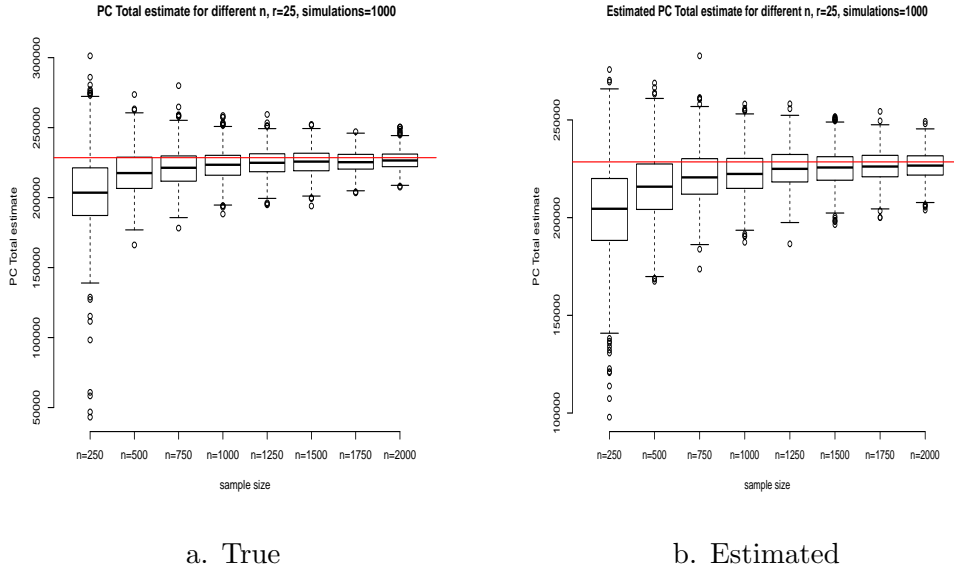 PC Total estimate for different n, r=25, simulations=1000
PC Total estimate
300000
250000
200000
150000
100000
50000
n=250 n=500 n=750 n=1000 n=1250 n=1500 n=1750 n=2000
sample size
a. True
Estimated PC Total estimate for different n, r=25, simulations=1000
PC Total estimate
250000
200000
150000
100000
n=250 n=500 n=750 n=1000 n=1250 n=1500 n=1750 n=2000
sample size
b. Estimated